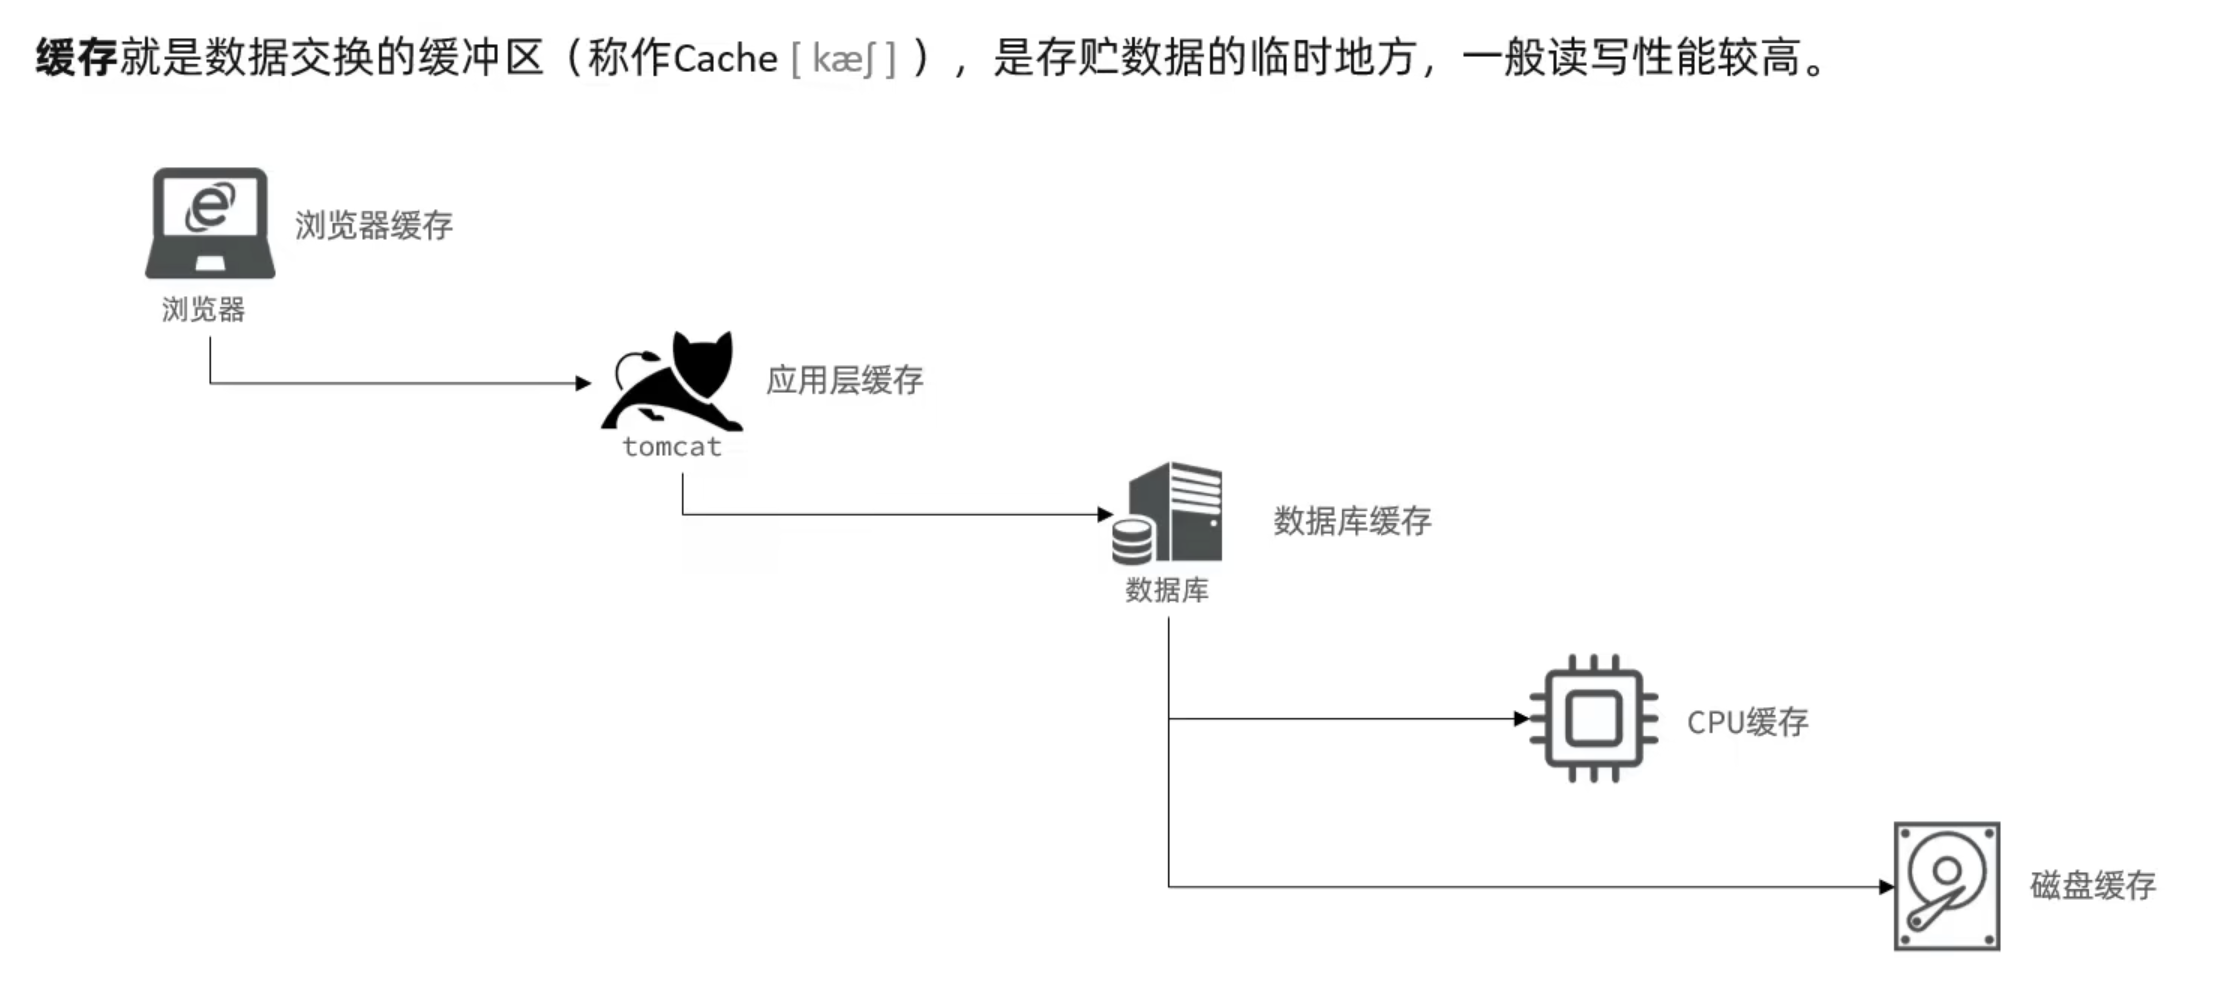 缓存就是数据交换的缓冲区（称作Cache [ kæʃ ] ），是存贮数据的临时地方，一般读写性能较高。
浏览器缓存
浏览器
应用层缓存
tomcat
数据库缓存
数据库
CPU缓存
磁盘缓存